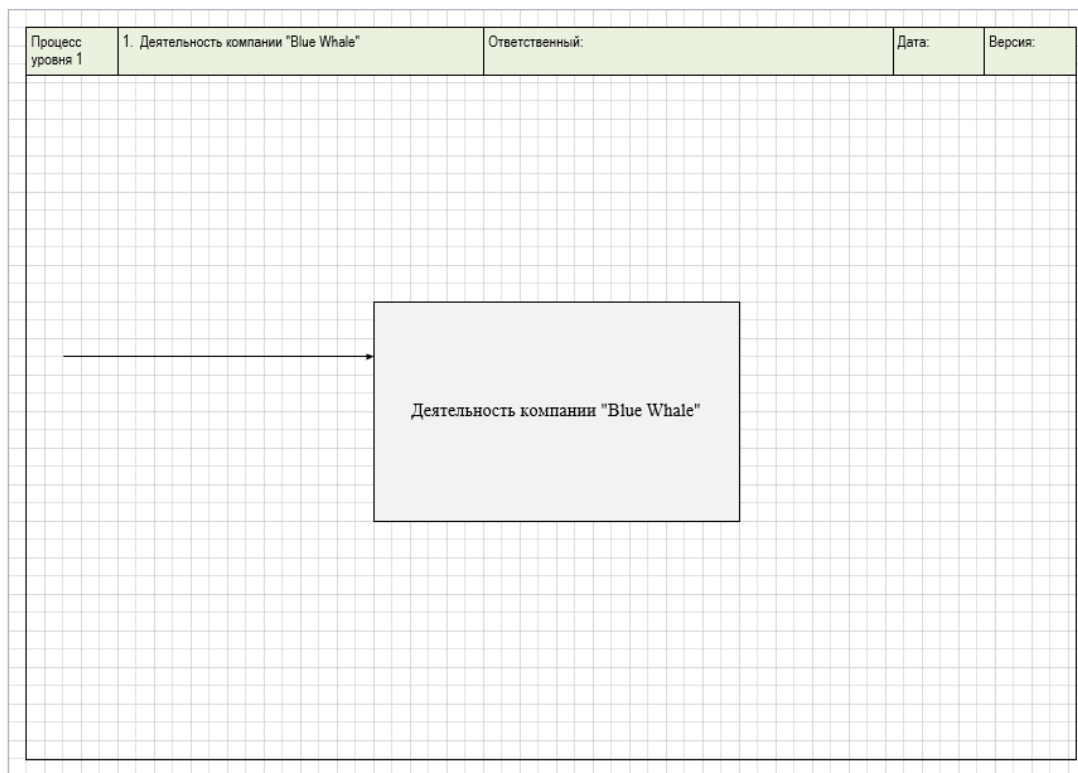 Процесс
уровня 1
1. Деятельность компании "Blue Whale"
Ответственный:
Дата:
Версия:
Деятельность компании "Blue Whale"